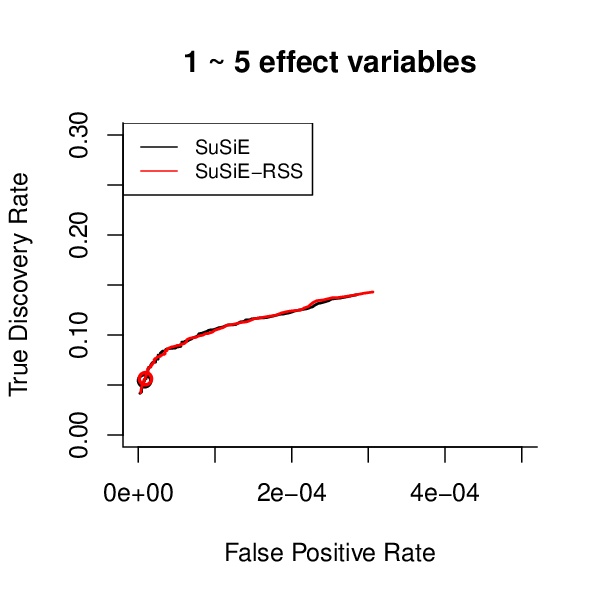 1 ~ 5 effect variables
SuSiE
SuSiE−RSS
True Discovery Rate
0.30
0.20
0.10
0.00
0e+00 2e−04 4e−04
False Positive Rate